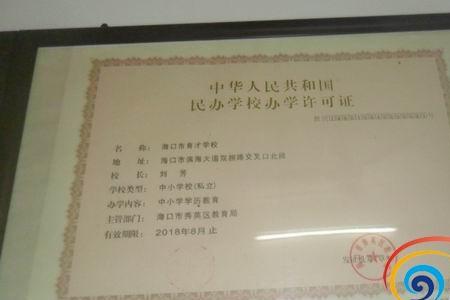 中华人民共和国
民办学校办学许可证
名 称： 海口市育才学校
地 址： 海口市滨海大道双拥路交叉口北段
校 长： 刘 芳
学校类型： 中小学校(私立)
办学内容： 中小学学历教育
主管部门： 海口市秀英区教育局
有效期限： 2018年8月 止